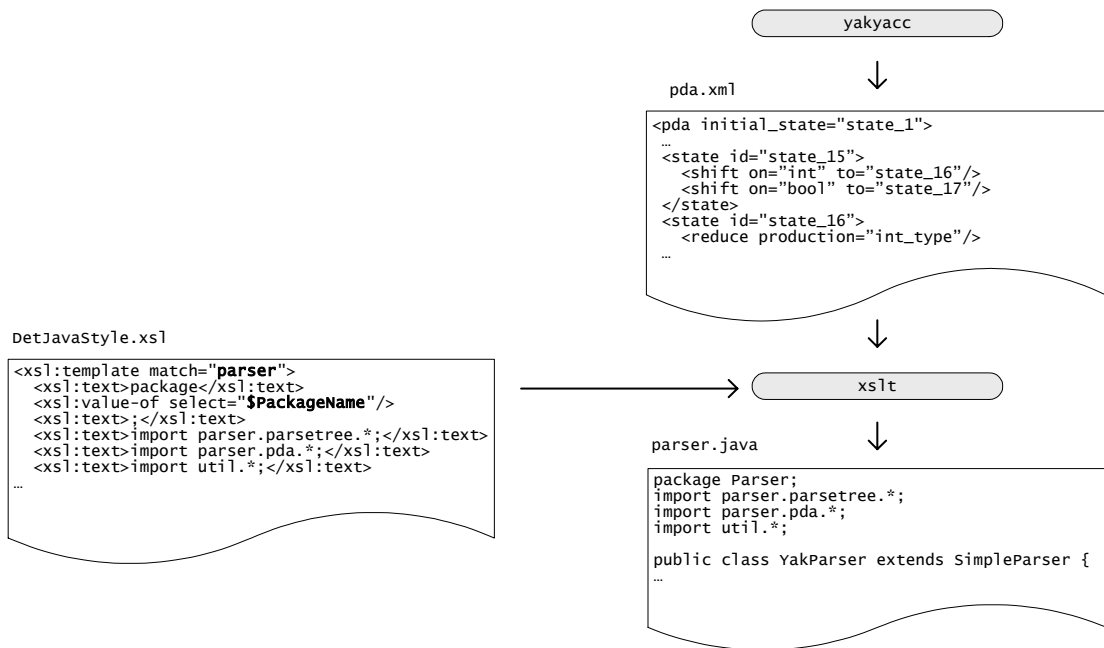 yakyacc
pda.xml
<pda initial_state="state_1">
…
<state id="state_15">
<shift on="int" to="state_16"/>
<shift on="bool" to="state_17"/>
</state>
<state id="state_16">
<reduce production="int_type"/>
…
DetJavaStyle.xsl
<xsl:template match="parser">
<xsl:text>package</xsl:text>
<xsl:value-of select="$PackageName"/>
<xsl:text>;</xsl:text>
<xsl:text>import parser.parsetree.*;</xsl:text>
<xsl:text>import parser.pda.*;</xsl:text>
<xsl:text>import util.*;</xsl:text>
…
xslt
parser.java
package Parser;
import parser.parsetree.*;
import parser.pda.*;
import util.*;
public class YakParser extends SimpleParser {
…